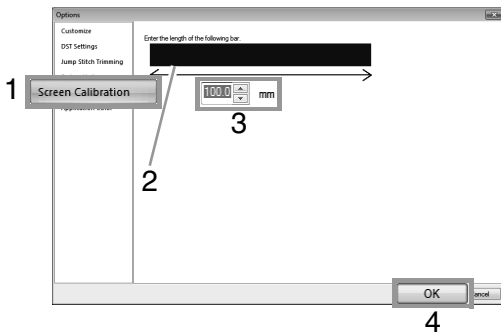 Options
Customize
DST Settings
Jump Stitch Trimming
Enter the length of the following bar.
1
Screen Calibration
100.0
mm
3
2
OK
ancel
4